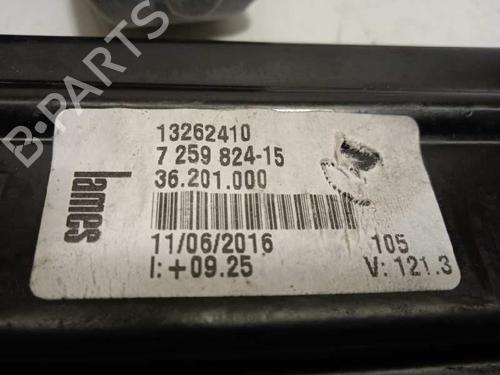 B-PARTS
13262410
7 259 824-15
36.201.000
lames
11/06/2016 105
I: +09.25 V: 121.3